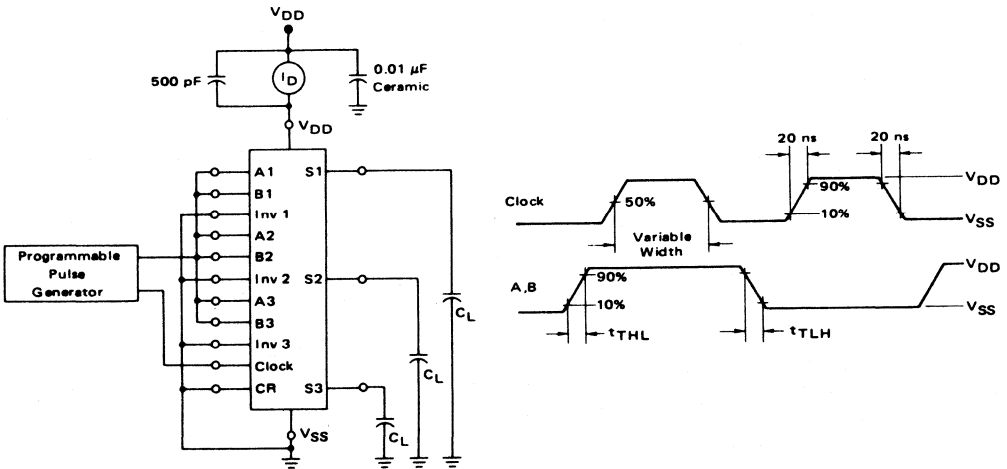 VDD
500 pF
ID
0.01 µF
Ceramic
VDD
A1
S1
B1
Inv 1
A2
B2
Inv 2
S2
A3
B3
Inv 3
Clock
CR
S3
VSS
Programmable
Pulse
Generator
CL
CL
CL
20 ns
20 ns
Clock
50%
90%
10%
VDD
VSS
Variable
Width
A,B
90%
10%
VDD
VSS
tTHL
tTLH